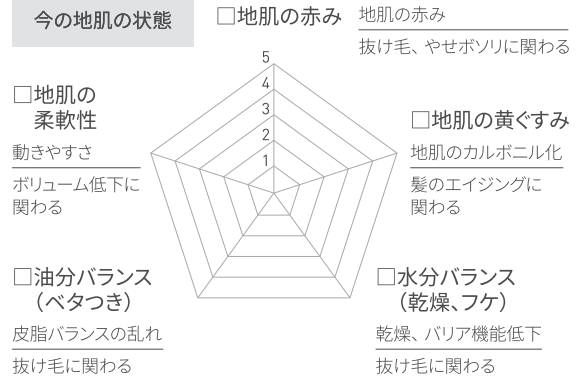 今の地肌の状態
□地肌の赤み
地肌の赤み
抜け毛、やせボソリに関わる
5
4
3
2
1
□地肌の
柔軟性
動きやすさ
ボリューム低下に
関わる
□地肌の黄ぐすみ
地肌のカルボニル化
髪のエイジングに
関わる
□油分バランス
（ベタつき）
皮脂バランスの乱れ
抜け毛に関わる
□水分バランス
（乾燥、フケ）
乾燥、バリア機能低下
抜け毛に関わる